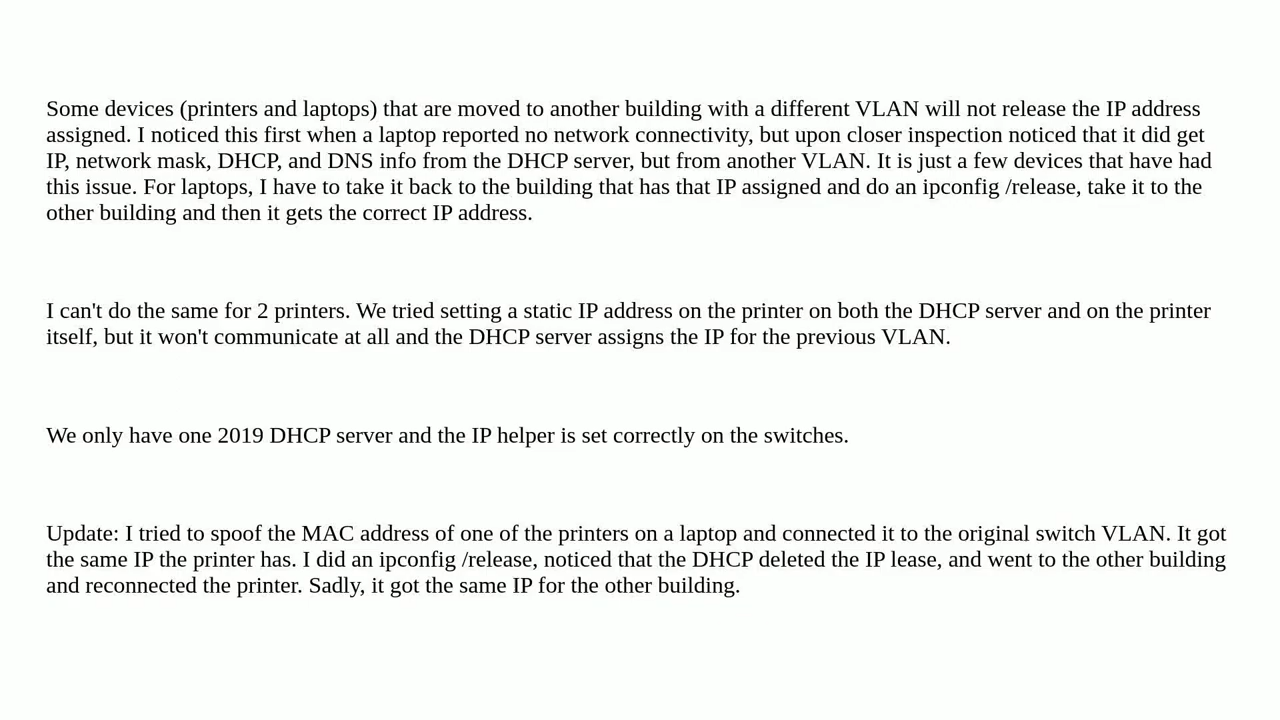 Some devices (printers and laptops) that are moved to another building with a different VLAN will not release the IP address
assigned. I noticed this first when a laptop reported no network connectivity, but upon closer inspection noticed that it did get
IP, network mask, DHCP, and DNS info from the DHCP server, but from another VLAN. It is just a few devices that have had
this issue. For laptops, I have to take it back to the building that has that IP assigned and do an ipconfig /release, take it to the
other building and then it gets the correct IP address.
I can't do the same for 2 printers. We tried setting a static IP address on the printer on both the DHCP server and on the printer
itself, but it won't communicate at all and the DHCP server assigns the IP for the previous VLAN.
We only have one 2019 DHCP server and the IP helper is set correctly on the switches.
Update: I tried to spoof the MAC address of one of the printers on a laptop and connected it to the original switch VLAN. It got
the same IP the printer has. I did an ipconfig /release, noticed that the DHCP deleted the IP lease, and went to the other building
and reconnected the printer. Sadly, it got the same IP for the other building.